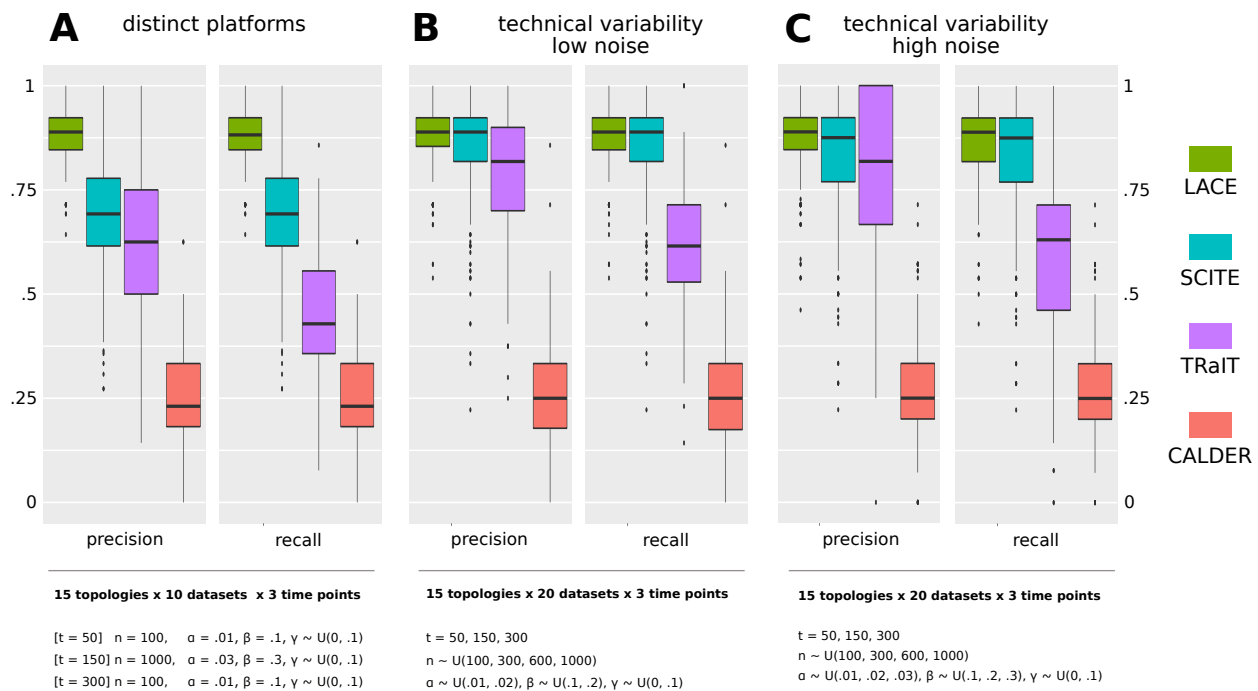 A
distinct platforms
B
technical variability
low noise
C
technical variability
high noise
1
.75
.5
.25
0
1
.75
.5
.25
0
precision
recall
precision
recall
precision
recall
LACE
SCITE
TRaIT
CALDER
15 topologies x 10 datasets x 3 time points
[t = 50] n = 100, α = .01, β = .1, γ ~ U(0, .1)
[t = 150] n = 1000, α = .03, β = .3, γ ~ U(0, .1)
[t = 300] n = 100, α = .01, β = .1, γ ~ U(0, .1)
15 topologies x 20 datasets x 3 time points
t = 50, 150, 300
n ~ U(100, 300, 600, 1000)
α ~ U(.01, .02), β ~ U(.1, .2), γ ~ U(0, .1)
15 topologies x 20 datasets x 3 time points
t = 50, 150, 300
n ~ U(100, 300, 600, 1000)
α ~ U(.01, .02, .03), β ~ U(.1, .2, .3), γ ~ U(0, .1)